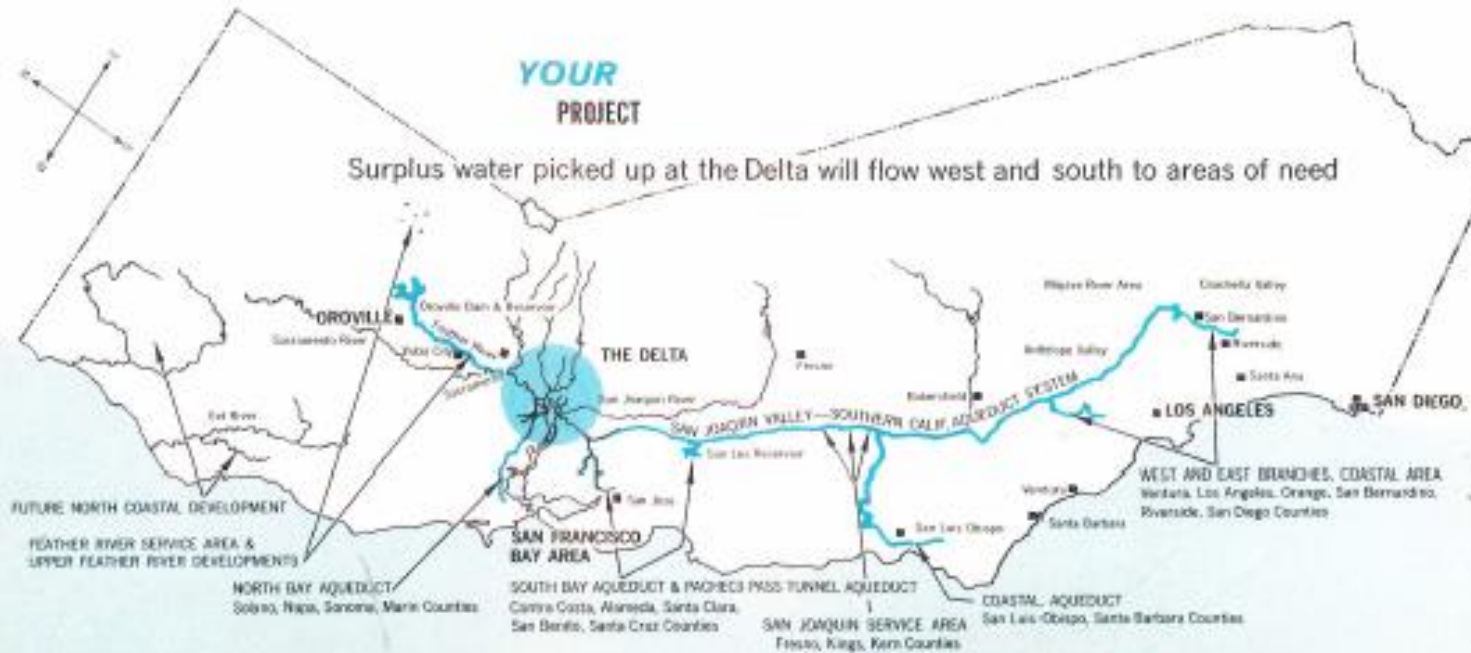 YOUR
PROJECT
Surplus water picked up at the Delta will flow west and south to areas of need
OROVILLE
Oroville Dam & Reservoir
Sacramento River
Feather River
Yuba City
THE DELTA
San Joaquin River
Fresno
Bakersfield
Antelope Valley
Coachella Valley
San Bernardino
Riverside
Santa Ana
LOS ANGELES
SAN DIEGO
SAN JOAQUIN VALLEY—SOUTHERN CALIF. AQUEDUCT SYSTEM
San Luis Reservoir
Eel River
San Jose
SAN FRANCISCO
BAY AREA
San Luis Obispo
Ventura
Santa Barbara
FUTURE NORTH COASTAL DEVELOPMENT
FEATHER RIVER SERVICE AREA &
UPPER FEATHER RIVER DEVELOPMENTS
NORTH BAY AQUEDUCT
Solano, Napa, Sonoma, Marin Counties
SOUTH BAY AQUEDUCT & PACHECO PASS TUNNEL AQUEDUCT
Contra Costa, Alameda, Santa Clara,
San Benito, Santa Cruz Counties
SAN JOAQUIN SERVICE AREA
Fresno, Kings, Kern Counties
COASTAL AQUEDUCT
San Luis Obispo, Santa Barbara Counties
WEST AND EAST BRANCHES, COASTAL AREA
Ventura, Los Angeles, Orange, San Bernardino,
Riverside, San Diego Counties